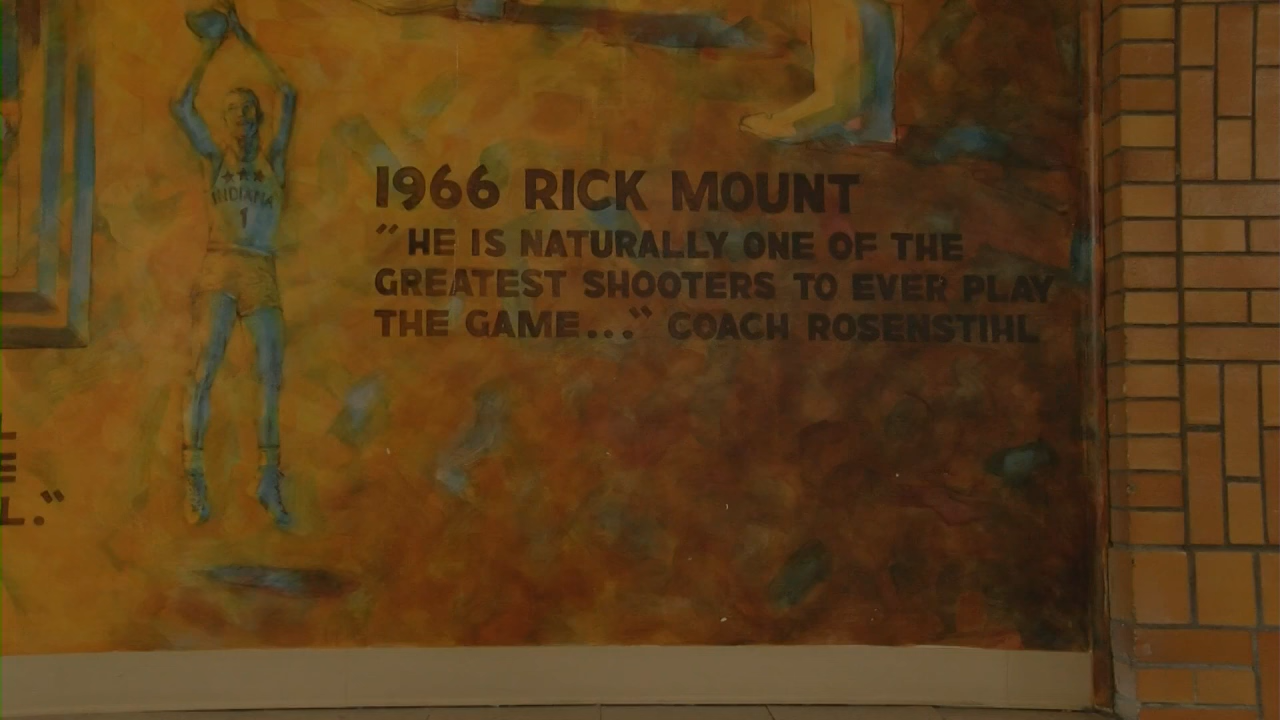 INDIANA
1
1966 RICK MOUNT
"HE IS NATURALLY ONE OF THE
GREATEST SHOOTERS TO EVER PLAY
THE GAME..." COACH ROSENSTIHL